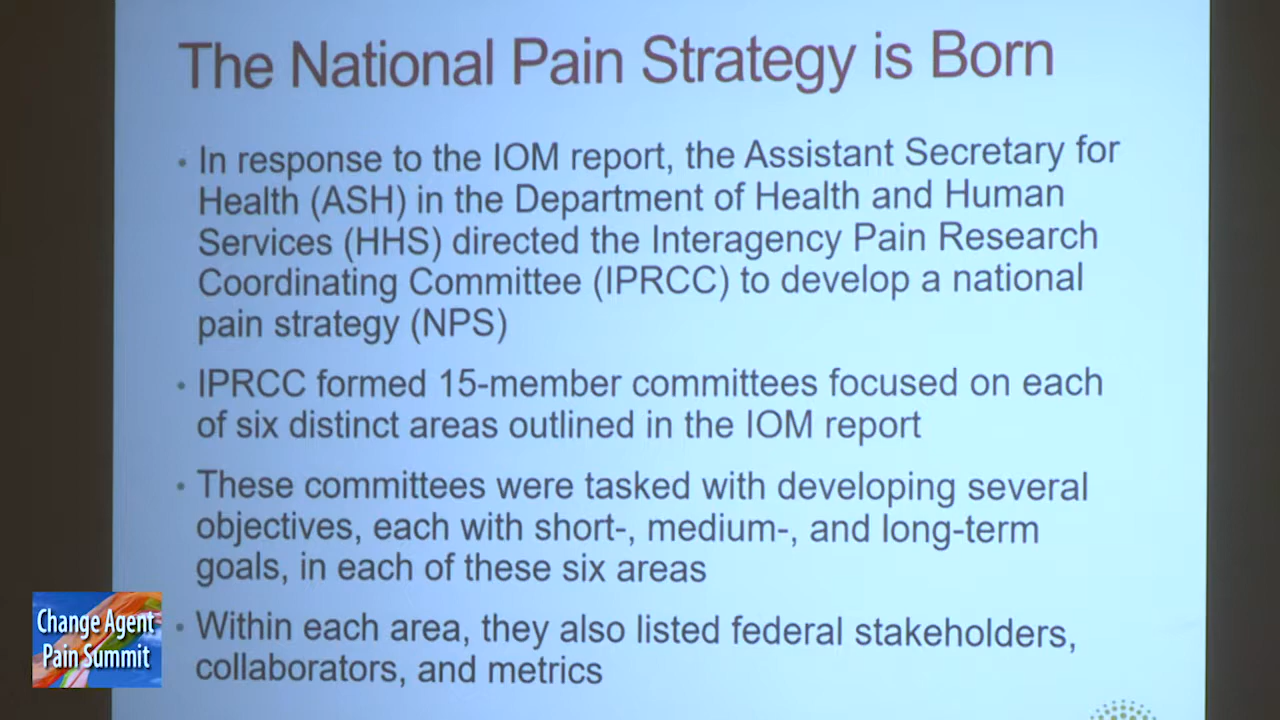 The National Pain Strategy is Born
• In response to the IOM report, the Assistant Secretary for
Health (ASH) in the Department of Health and Human
Services (HHS) directed the Interagency Pain Research
Coordinating Committee (IPRCC) to develop a national
pain strategy (NPS)
• IPRCC formed 15-member committees focused on each
of six distinct areas outlined in the IOM report
• These committees were tasked with developing several
objectives, each with short-, medium-, and long-term
goals, in each of these six areas
• Within each area, they also listed federal stakeholders,
collaborators, and metrics
Change Agent
Pain Summit